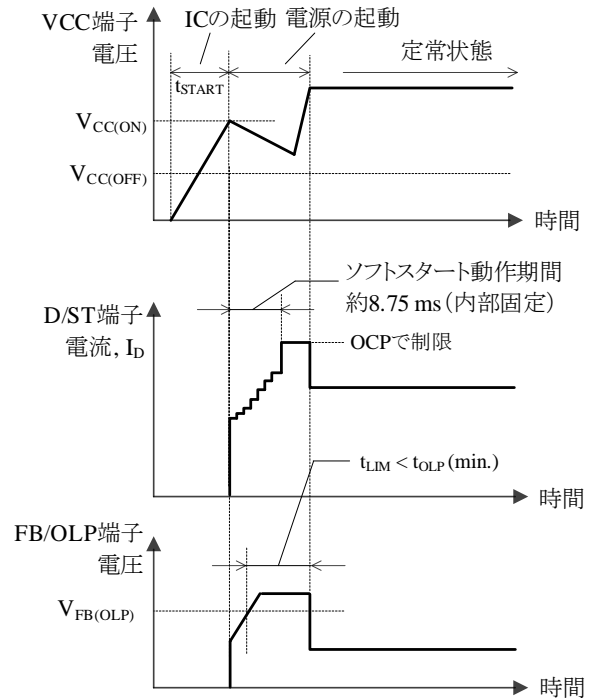 VCC端子
電圧
ICの起動
電源の起動
定常状態
tSTART
VCC(ON)
VCC(OFF)
時間
ソフトスタート動作期間
約8.75 ms（内部固定）
D/ST端子
電流, ID
OCPで制限
tLIM < tOLP (min.)
時間
FB/OLP端子
電圧
VFB(OLP)
時間